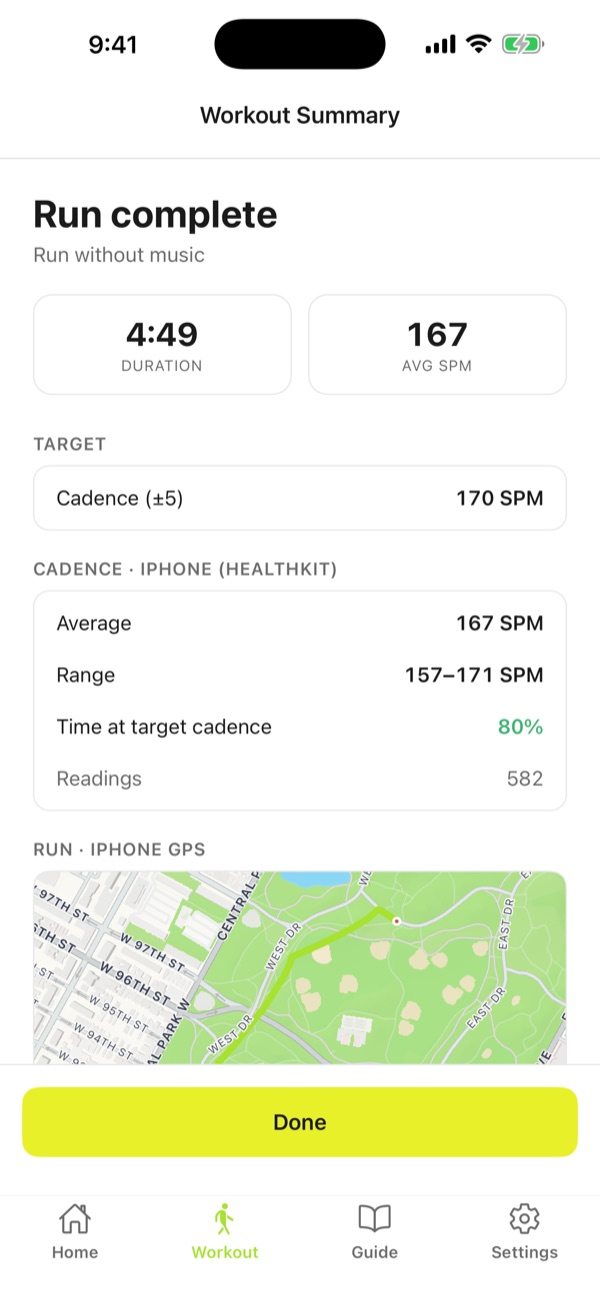 9:41
Workout Summary
Run complete
Run without music
4:49
DURATION
167
AVG SPM
TARGET
Cadence (±5)
170 SPM
CADENCE · IPHONE (HEALTHKIT)
Average
167 SPM
Range
157–171 SPM
Time at target cadence
80%
Readings
582
RUN · IPHONE GPS
97TH ST
W 97TH ST
W 96TH ST
W 95TH ST
W 94TH ST
WEST DR
WEST DR
EAST DR
EAST DR
Done
Home
Workout
Guide
Settings